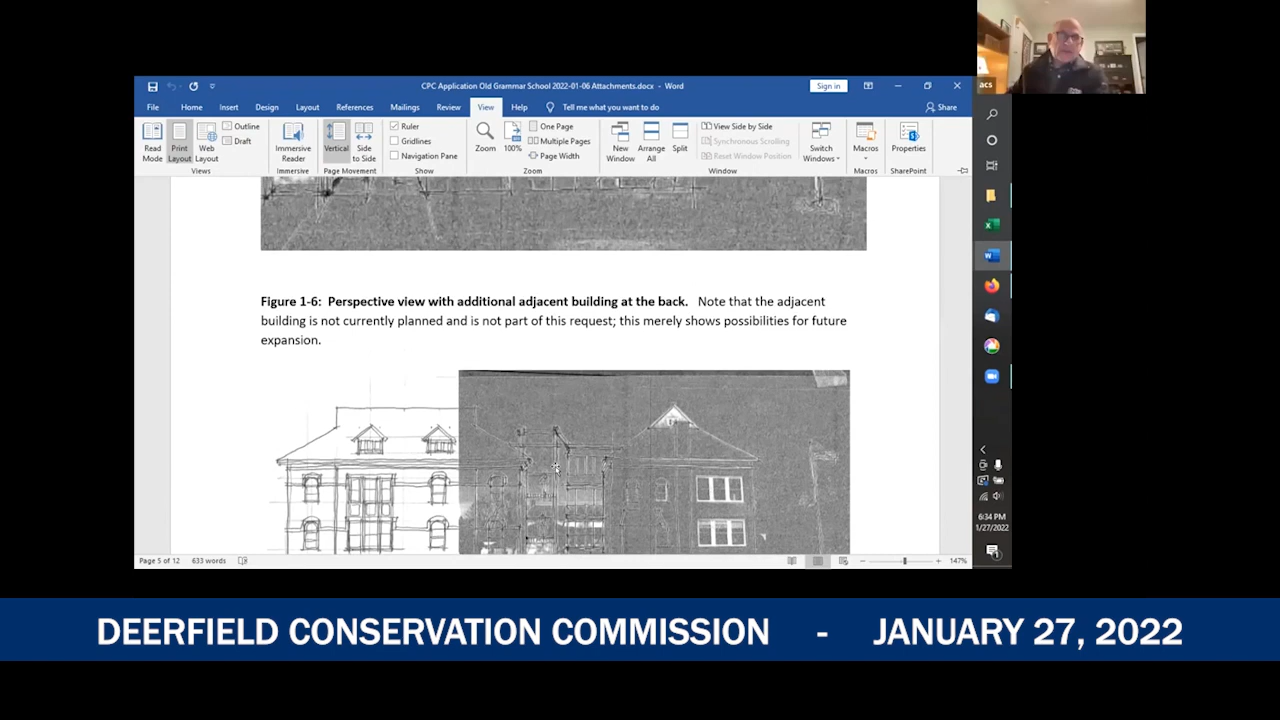 acs
CPC Application Old Grammar School 2022-01-06 Attachments.docx - Word
Sign in
File Home Insert Design Layout References Mailings Review View Help Tell me what you want to do Share
Read Mode
Print Layout
Web Layout
Outline
Draft
Views
Immersive Reader
Immersive
Vertical
Side to Side
Page Movement
Ruler
Gridlines
Navigation Pane
Show
Zoom
100%
One Page
Multiple Pages
Page Width
Zoom
New Window
Arrange All
Split
View Side by Side
Synchronous Scrolling
Reset Window Position
Window
Switch Windows
Macros
Macros
Properties
SharePoint
Figure 1-6: Perspective view with additional adjacent building at the back. Note that the adjacent
building is not currently planned and is not part of this request; this merely shows possibilities for future
expansion.
6:34 PM
1/27/2022
Page 5 of 12 633 words 147%
DEERFIELD CONSERVATION COMMISSION - JANUARY 27, 2022